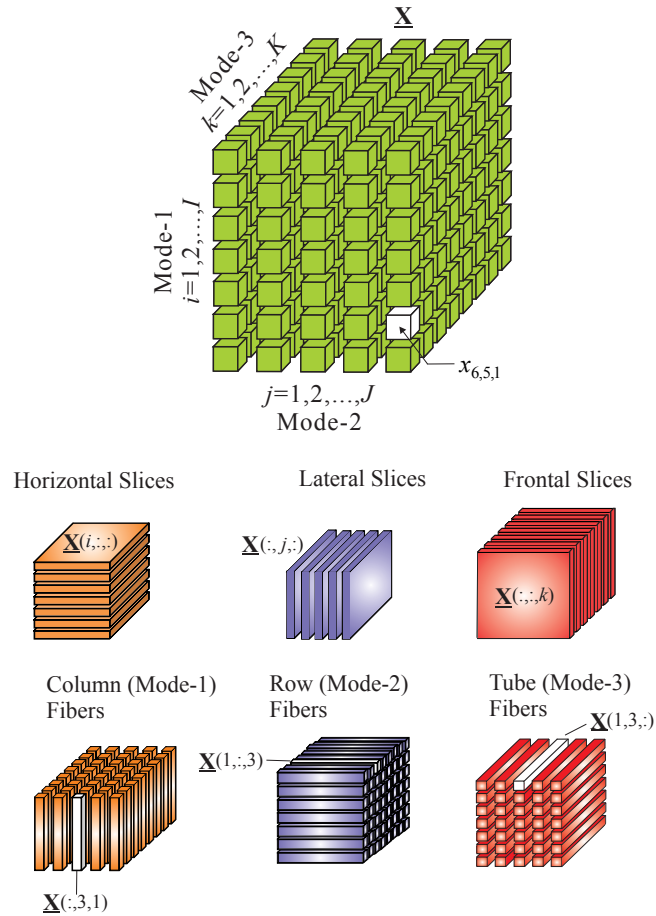 X
Mode-3
k=1,2,...,K
Mode-1
i=1,2,...,I
x6,5,1
j=1,2,...,J
Mode-2
Horizontal Slices
Lateral Slices
Frontal Slices
X(i,:,:)
X(:,j,:)
X(:,:,k)
Column (Mode-1)
Fibers
Row (Mode-2)
Fibers
Tube (Mode-3)
Fibers
X(1,3,:)
X(1,:,3)
X(:,3,1)